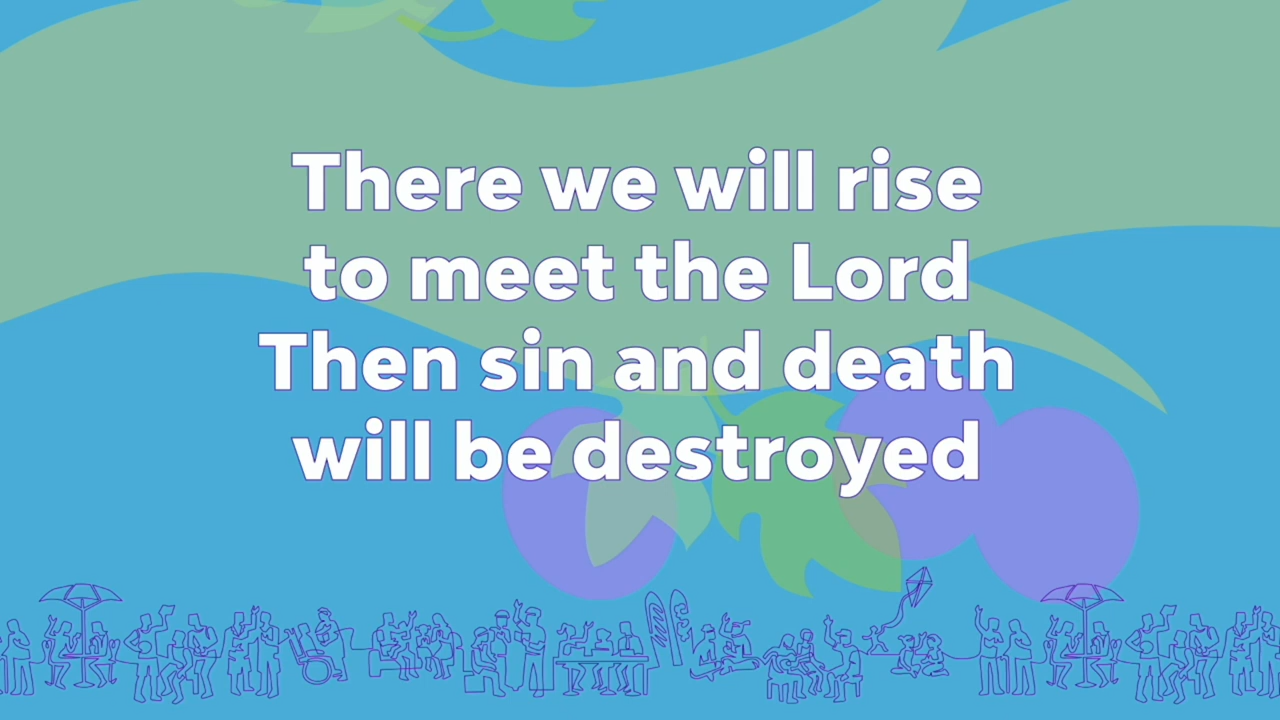 There we will rise
to meet the Lord
Then sin and death
will be destroyed